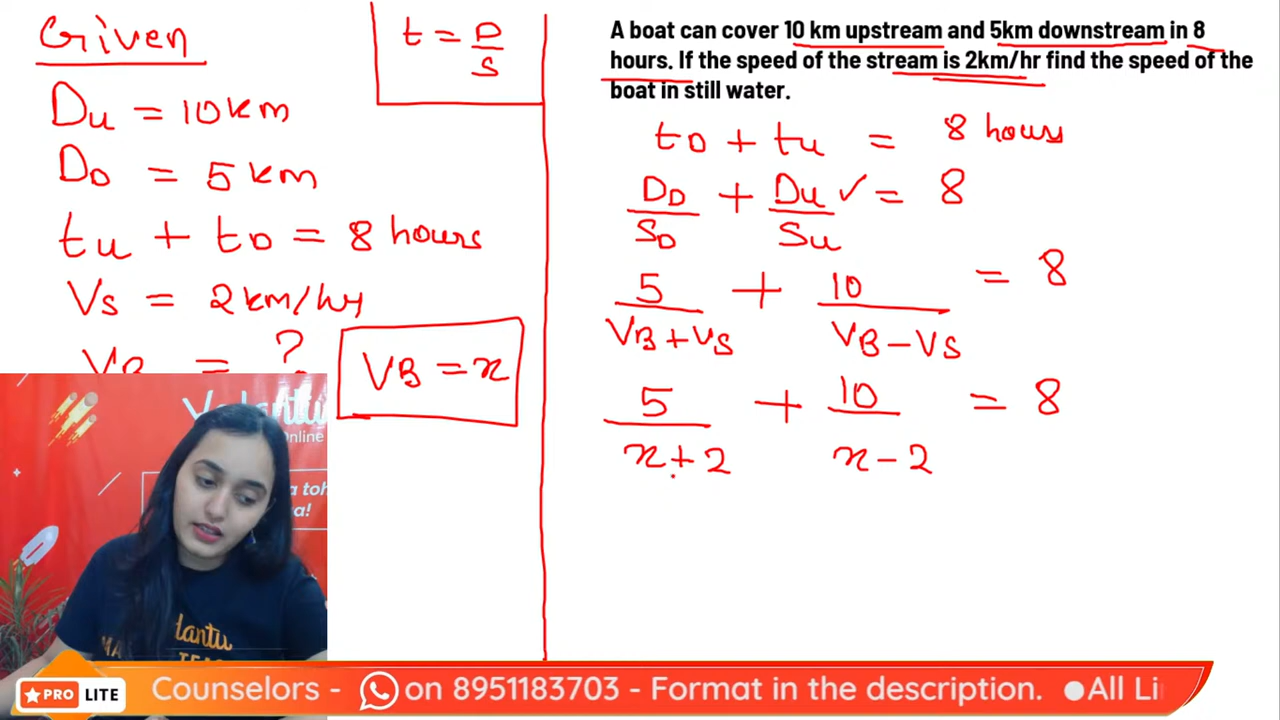 Given
t = D/S
Du = 10 km
DD = 5 km
tu + tD = 8 hours
VS = 2 km/hr
VB = ?
VB = x
A boat can cover 10 km upstream and 5km downstream in 8
hours. If the speed of the stream is 2km/hr find the speed of the
boat in still water.
tD + tu = 8 hours
DD/SD + Du/Su ✓ = 8
5/(VB+VS) + 10/(VB-VS) = 8
5/(x+2) + 10/(x-2) = 8
PRO LITE
Counselors - on 8951183703 - Format in the description. ●All Li